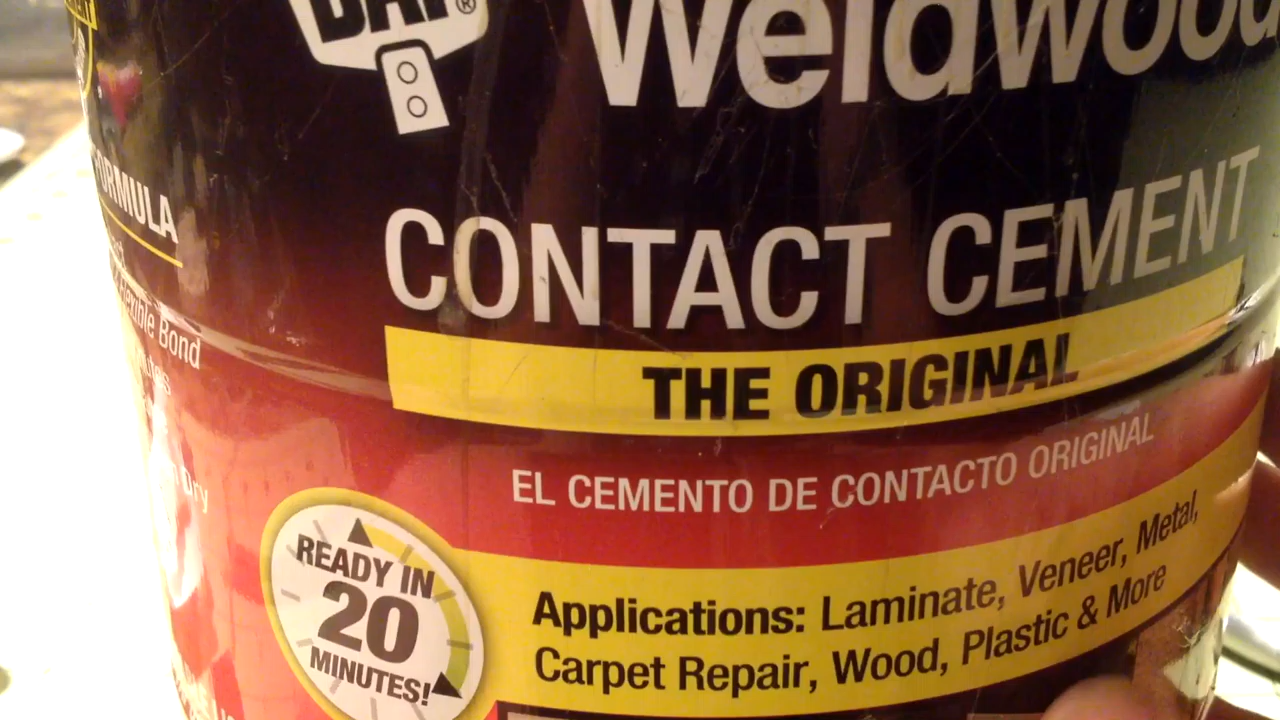 DAP®
Weldwood
CONTACT CEMENT
THE ORIGINAL
EL CEMENTO DE CONTACTO ORIGINAL
READY IN
20
MINUTES!
Applications: Laminate, Veneer, Metal,
Carpet Repair, Wood, Plastic & More
FORMULA
Flexible Bond
Dry